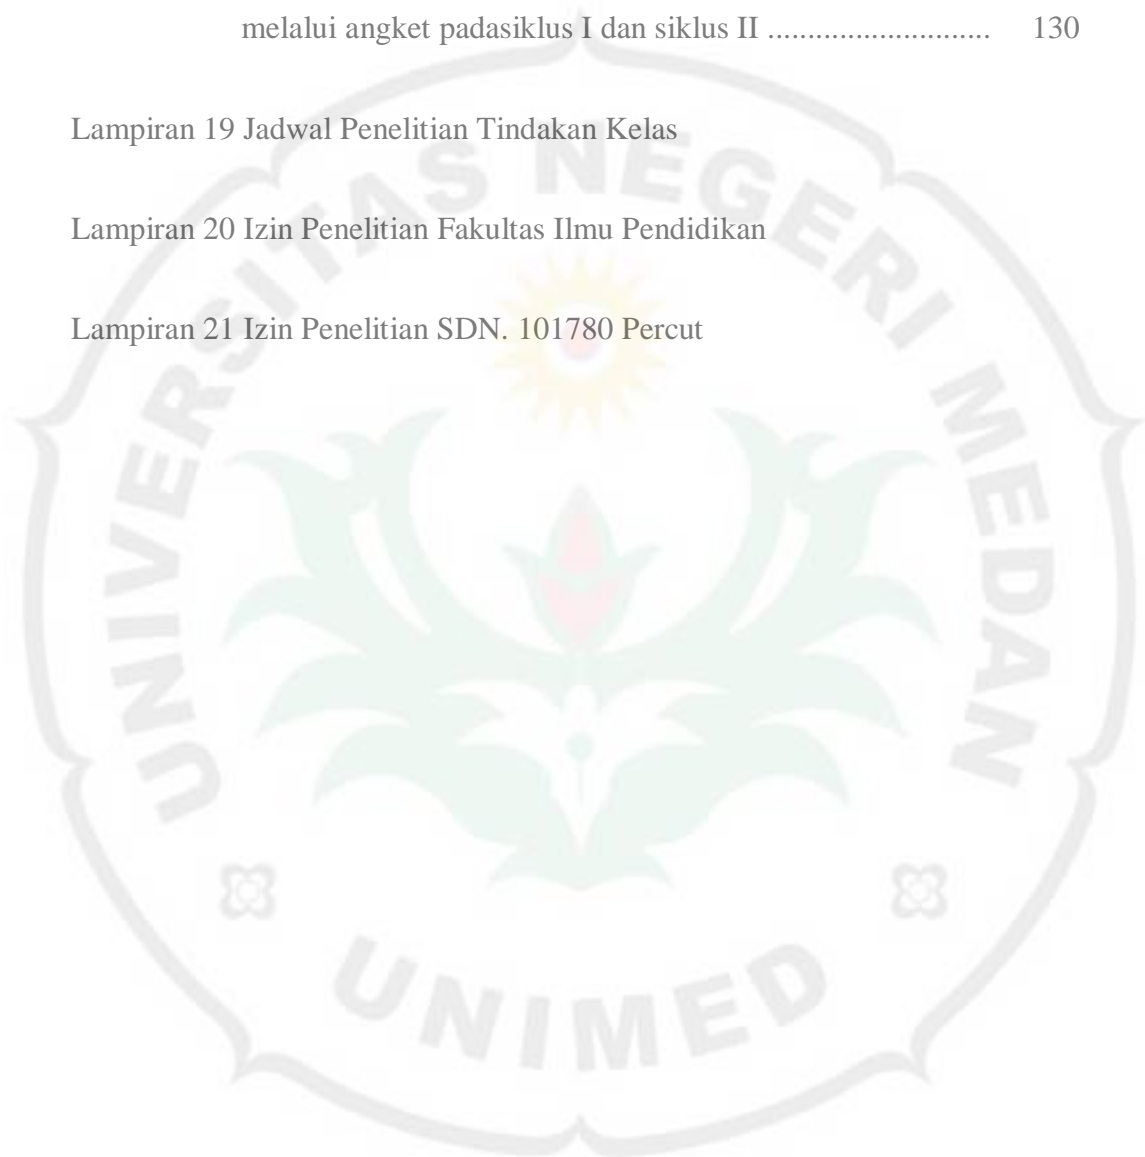 melalui angket padasiklus I dan siklus II ............................ 130
Lampiran 19 Jadwal Penelitian Tindakan Kelas
Lampiran 20 Izin Penelitian Fakultas Ilmu Pendidikan
Lampiran 21 Izin Penelitian SDN. 101780 Percut
UNIVERSITAS NEGERI MEDAN
UNIMED